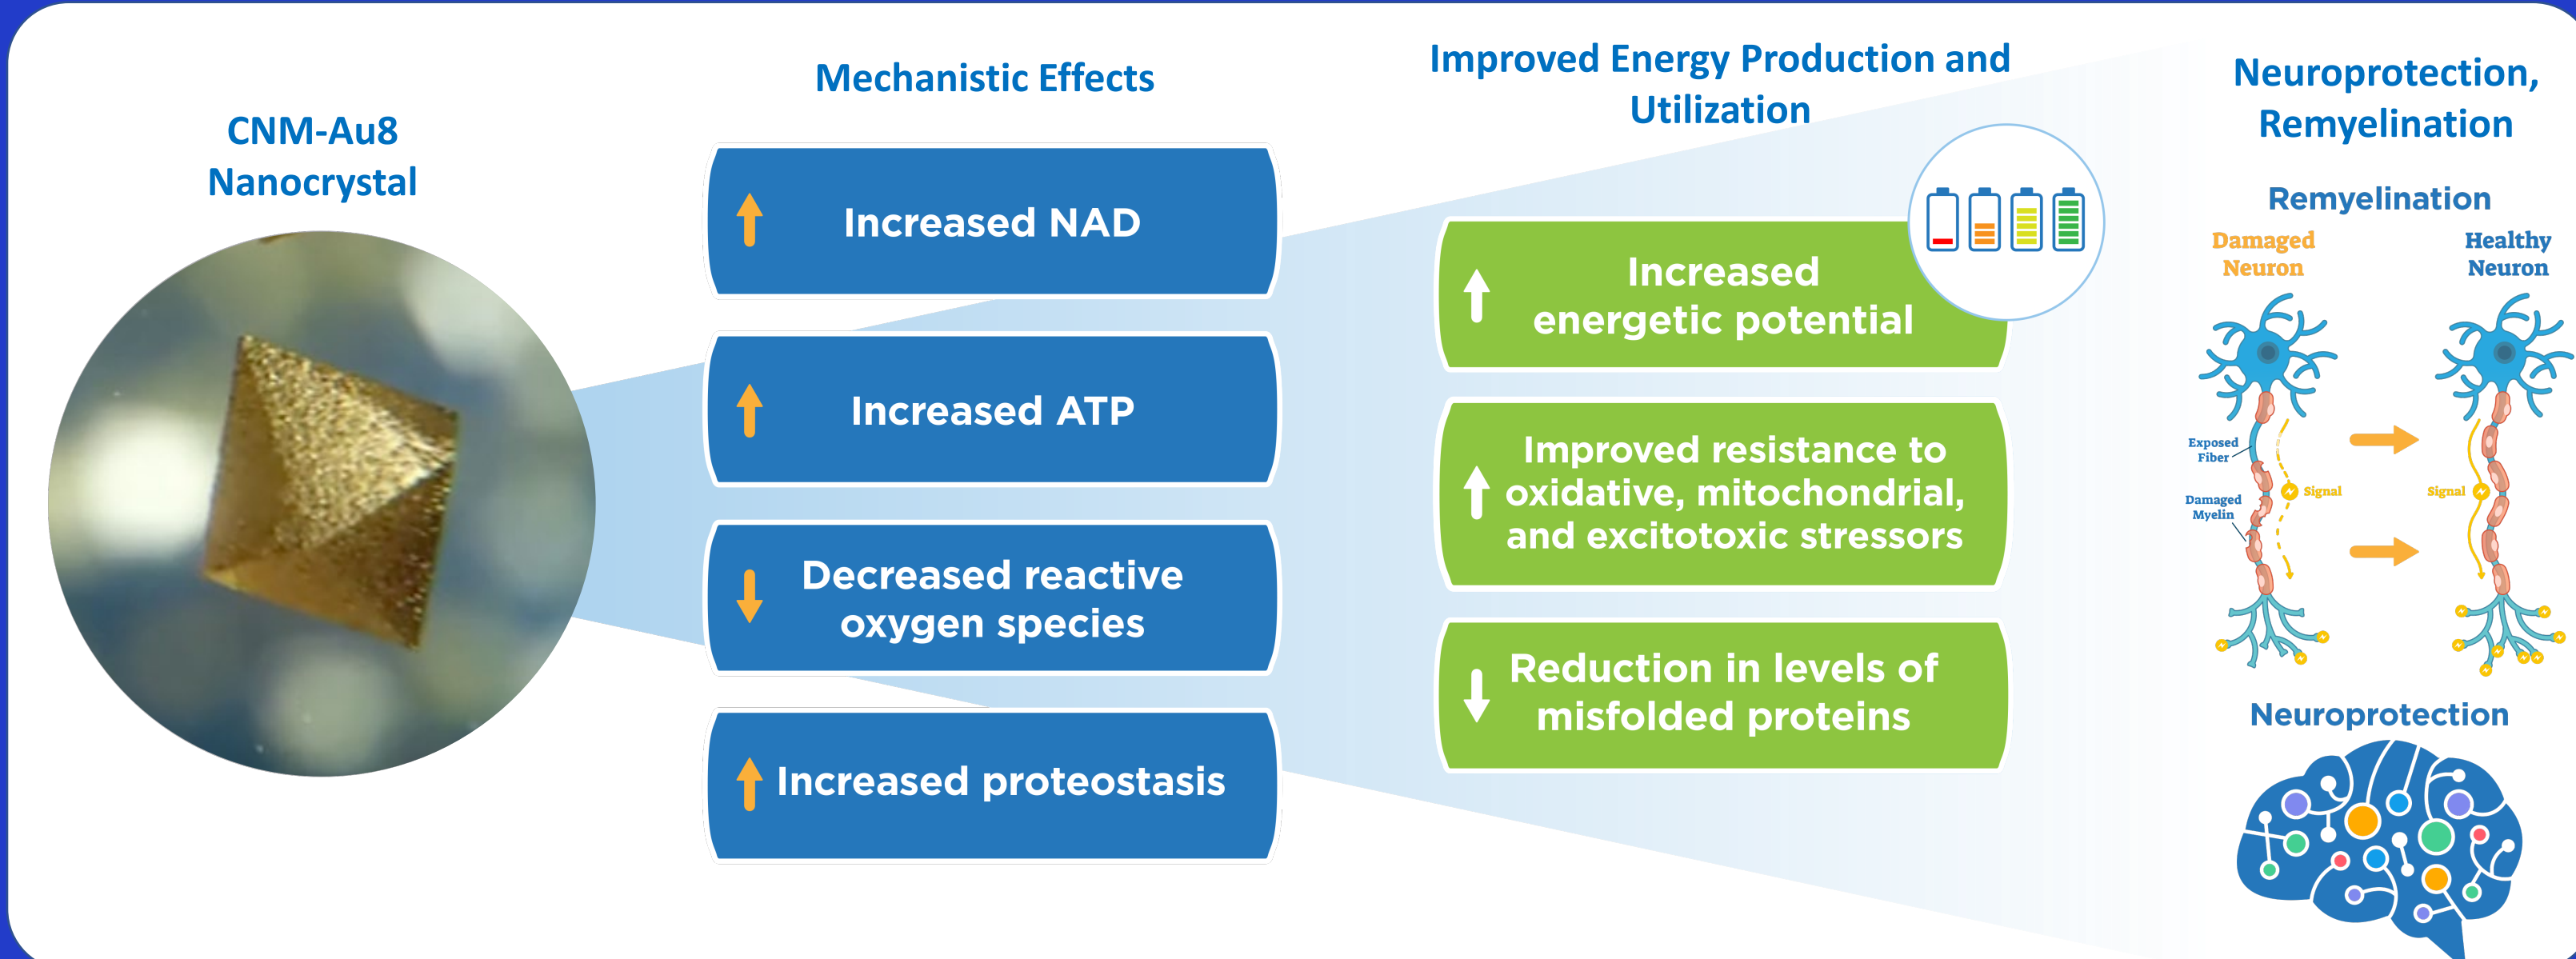 CNM-Au8
Nanocrystal
Mechanistic Effects
Increased NAD
Increased ATP
Decreased reactive
oxygen species
Increased proteostasis
Improved Energy Production and
Utilization
Increased
energetic potential
Improved resistance to
oxidative, mitochondrial,
and excitotoxic stressors
Reduction in levels of
misfolded proteins
Neuroprotection,
Remyelination
Remyelination
Damaged
Neuron
Healthy
Neuron
Exposed
Fiber
Damaged
Myelin
Signal
Signal
Neuroprotection